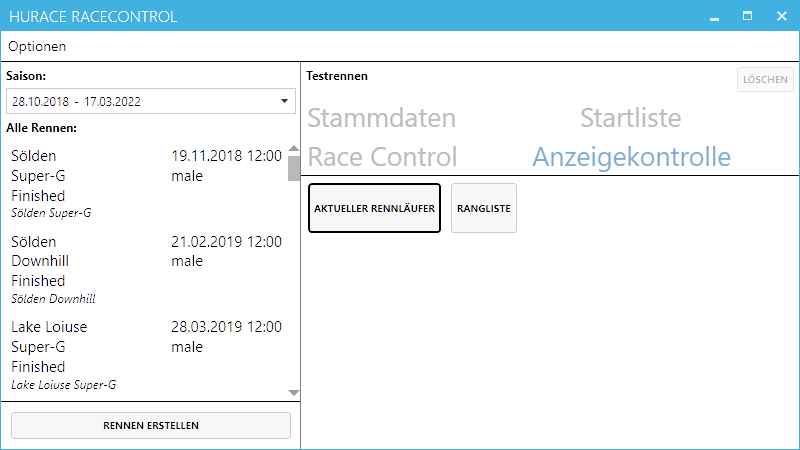 HURACE RACECONTROL
Optionen
Saison:
28.10.2018 - 17.03.2022
Alle Rennen:
Sölden 19.11.2018 12:00
Super-G male
Finished
Sölden Super-G
Sölden 21.02.2019 12:00
Downhill male
Finished
Sölden Downhill
Lake Loiuse 28.03.2019 12:00
Super-G male
Finished
Lake Loiuse Super-G
RENNEN ERSTELLEN
Testrennen
LÖSCHEN
Stammdaten Startliste
Race Control Anzeigekontrolle
AKTUELLER RENNLÄUFER RANGLISTE